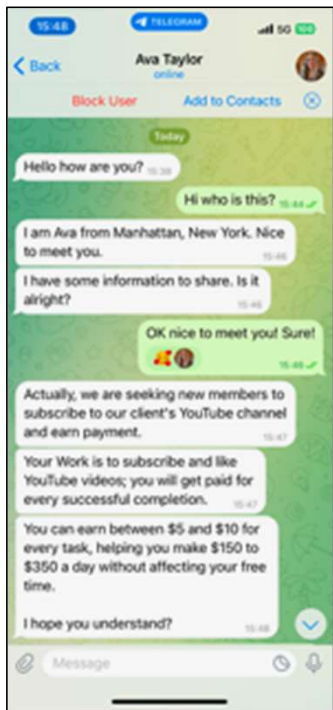 15:48
TELEGRAM
5G 100
Back
Ava Taylor
online
Block User
Add to Contacts
Today
Hello how are you? 15:38
Hi who is this? 15:44
I am Ava from Manhattan, New York. Nice
to meet you. 15:46
I have some information to share. Is it
alright? 15:46
OK nice to meet you! Sure!
15:46
Actually, we are seeking new members to
subscribe to our client's YouTube channel
and earn payment. 15:47
Your Work is to subscribe and like
YouTube videos; you will get paid for
every successful completion. 15:47
You can earn between $5 and $10 for
every task, helping you make $150 to
$350 a day without affecting your free
time.
I hope you understand? 15:48
Message